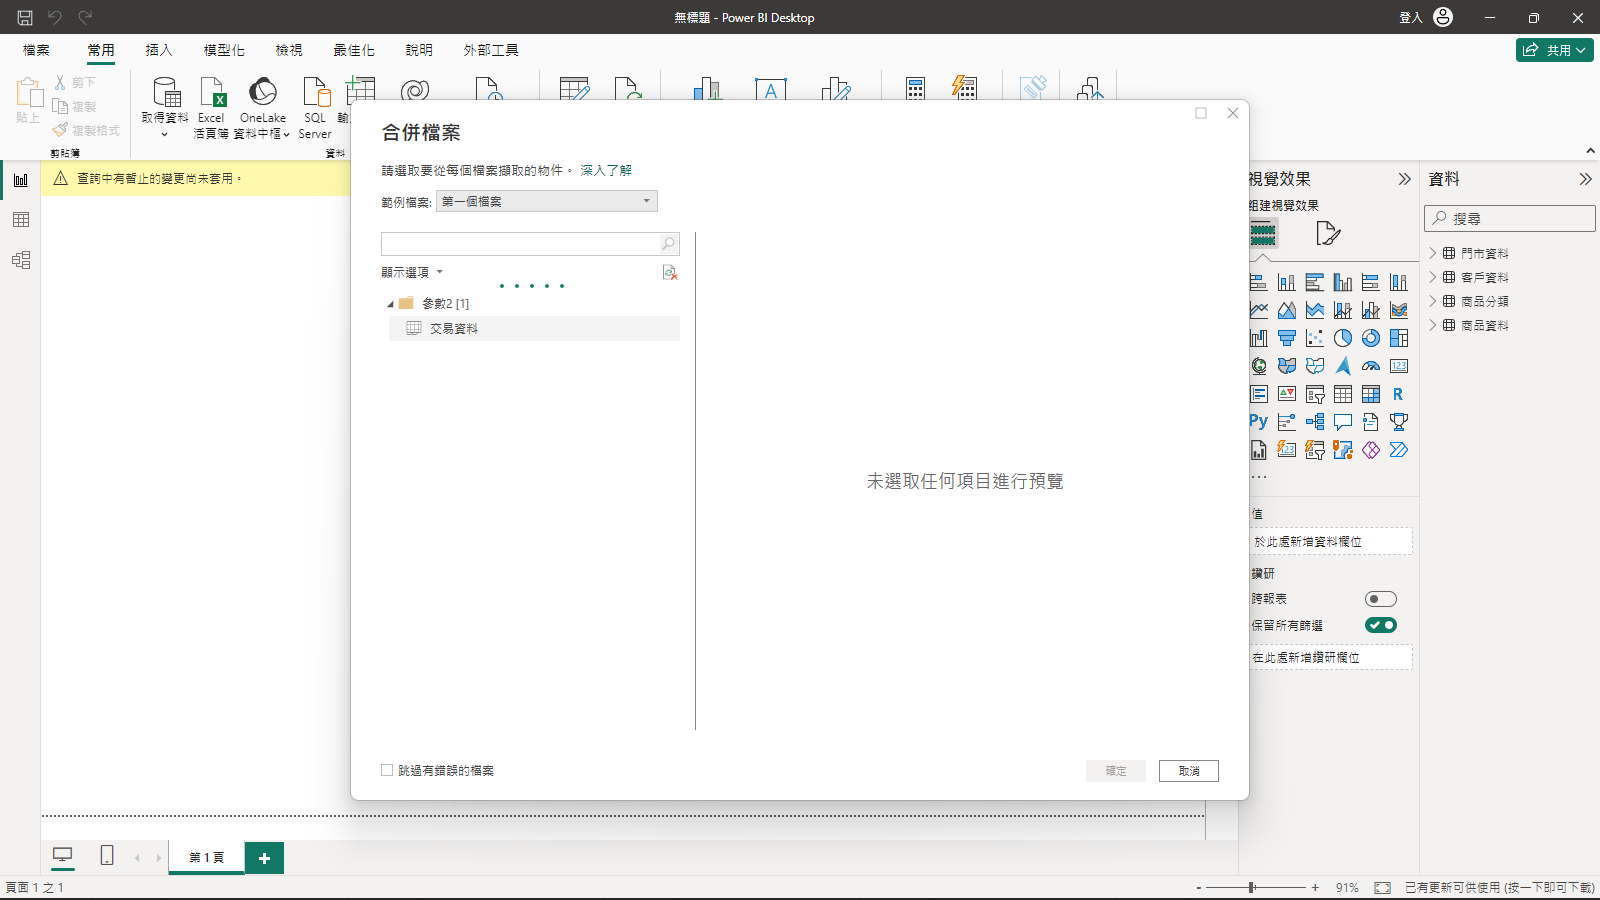 無標題 - Power BI Desktop
登入
檔案
常用
插入
模型化
檢視
最佳化
說明
外部工具
共用
貼上
剪下
複製
複製格式
剪貼簿
取得資料
Excel
活頁簿
OneLake
資料中樞
SQL
Server
資料
查詢中有暫止的變更尚未套用。
合併檔案
請選取要從每個檔案擷取的物件。 深入了解
範例檔案: 第一個檔案
顯示選項
參數2 [1]
交易資料
未選取任何項目進行預覽
跳過有錯誤的檔案
確定
取消
視覺效果
組建視覺效果
123
R
Py
123
值
於此處新增資料欄位
鑽研
跨報表
保留所有篩選
在此處新增鑽研欄位
資料
搜尋
門市資料
客戶資料
商品分類
商品資料
第 1 頁
頁面 1 之 1
- + 91%
已有更新可供使用 (按一下即可下載)